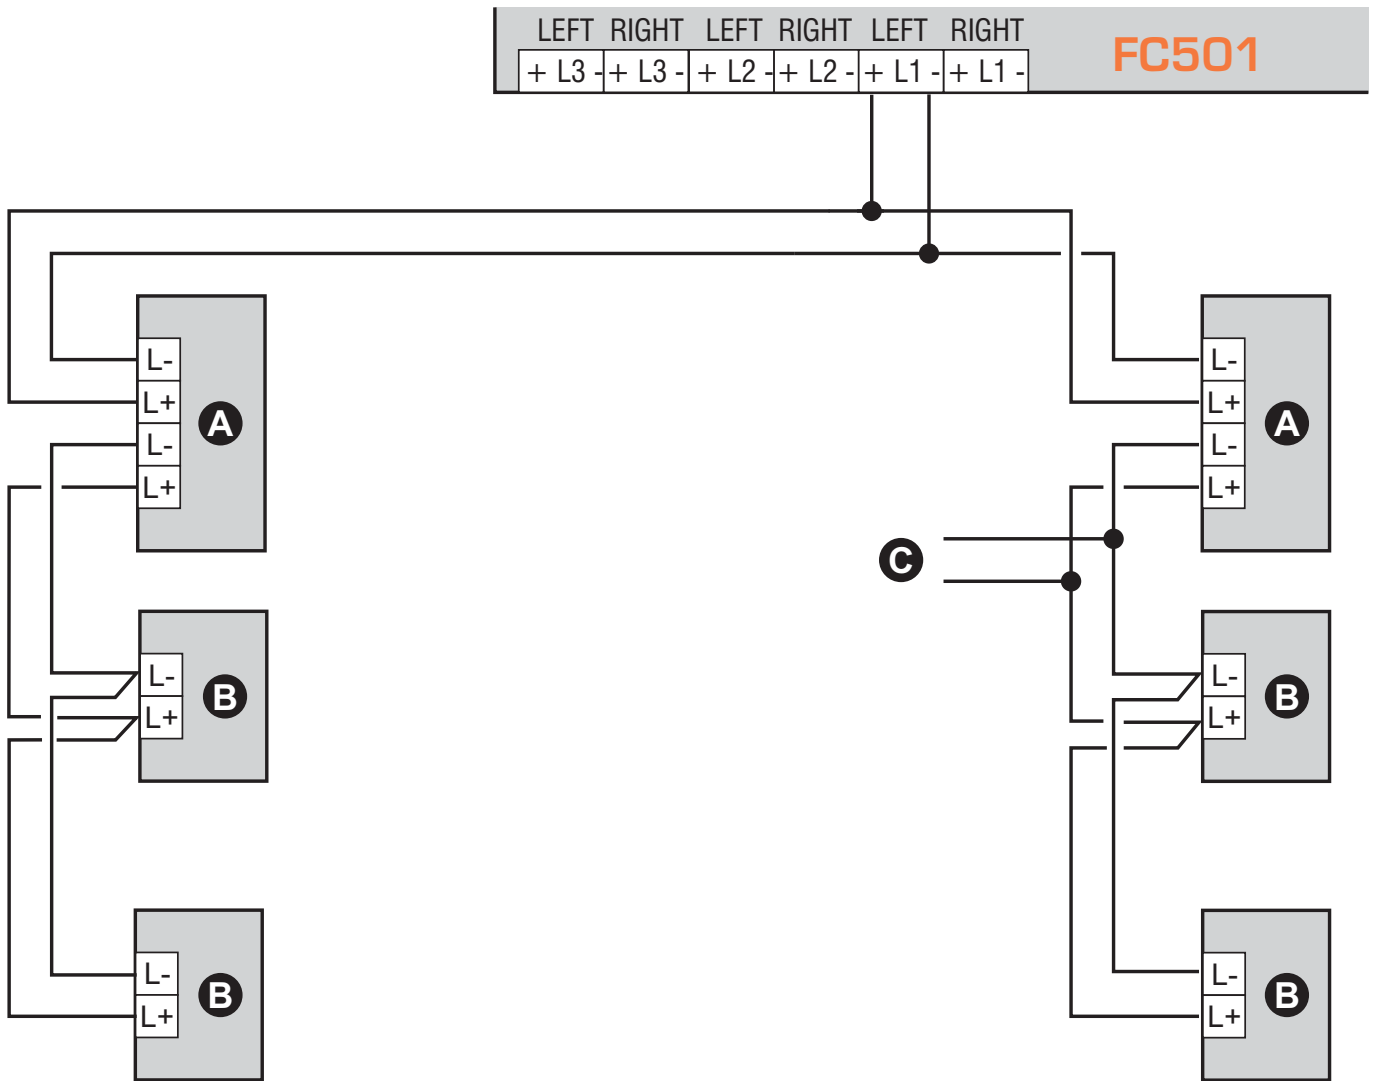 LEFT RIGHT LEFT RIGHT LEFT RIGHT
FC501
+ L3 - + L3 - + L2 - + L2 - + L1 - + L1 -
L-
L+
L-
L+
A
L-
L+
L-
L+
A
C
L-
L+
B
L-
L+
B
L-
L+
B
L-
L+
B